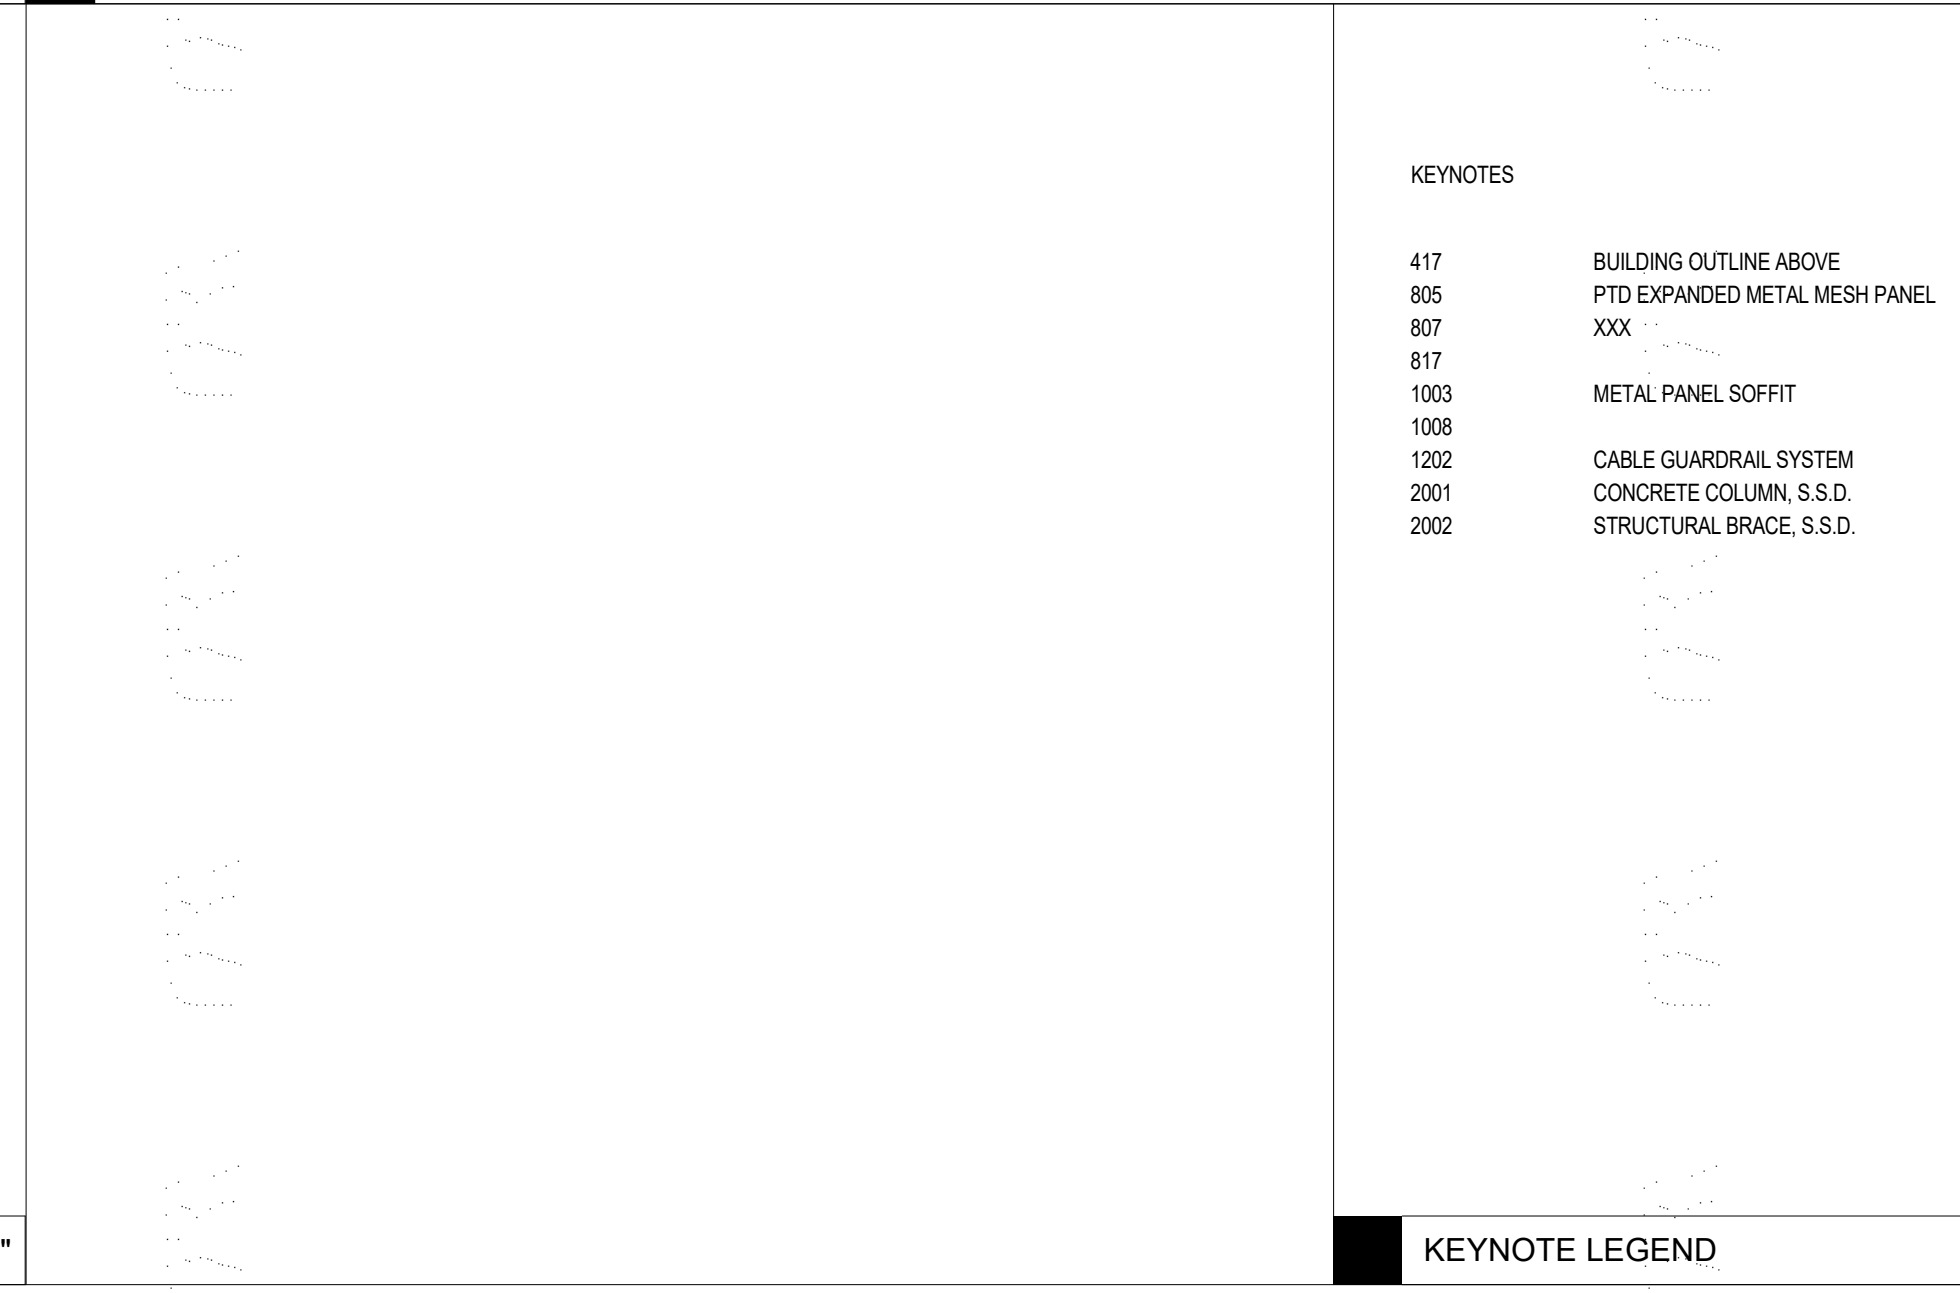 KEYNOTES
417 BUILDING OUTLINE ABOVE
805 PTD EXPANDED METAL MESH PANEL
807 XXX
817
1003 METAL PANEL SOFFIT
1008
1202 CABLE GUARDRAIL SYSTEM
2001 CONCRETE COLUMN, S.S.D.
2002 STRUCTURAL BRACE, S.S.D.
"
KEYNOTE LEGEND